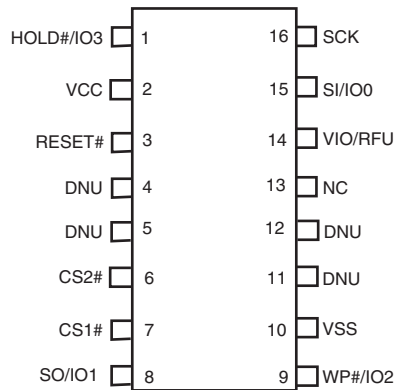 HOLD#/IO3 1 16 SCK
VCC 2 15 SI/IO0
RESET# 3 14 VIO/RFU
DNU 4 13 NC
DNU 5 12 DNU
CS2# 6 11 DNU
CS1# 7 10 VSS
SO/IO1 8 9 WP#/IO2